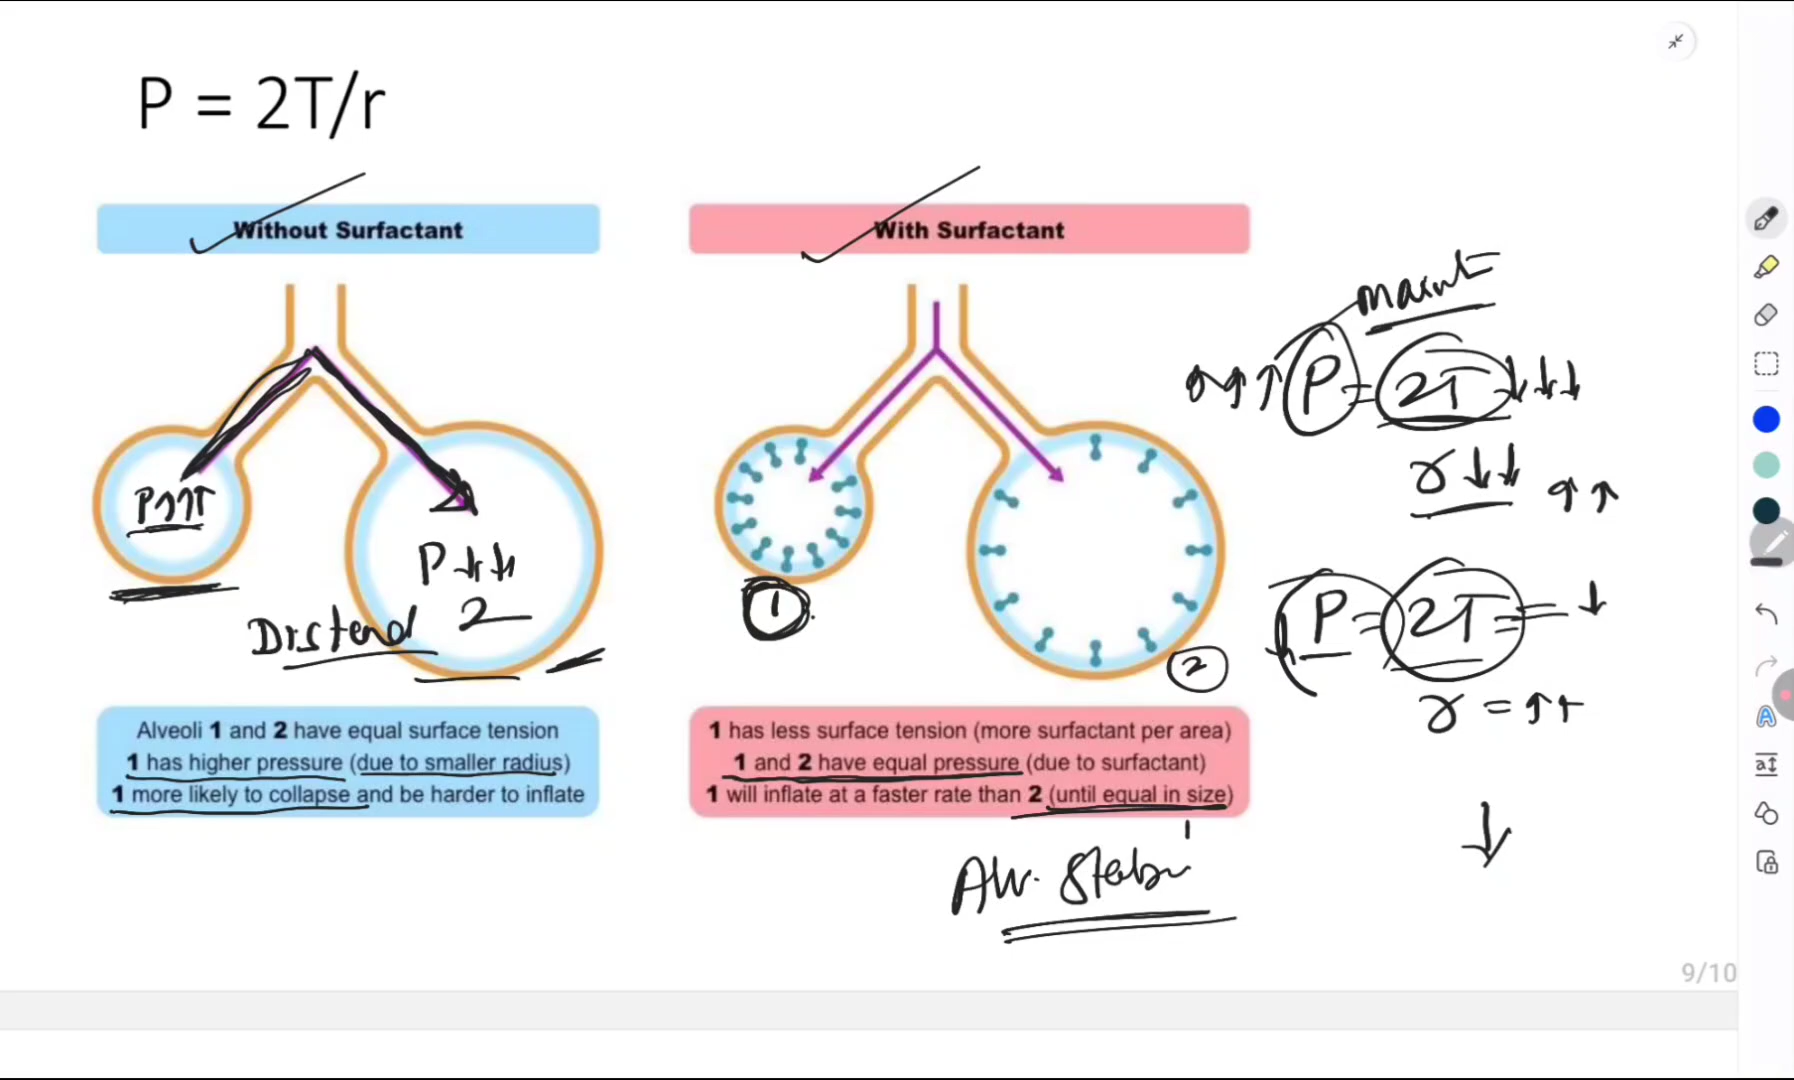 P = 2T/r
Without Surfactant
With Surfactant
maint
P = 2T
r
P↑↑↑
P↓↓↓
2
Distend
1
2
P = 2T =
r = ↑↑
Alveoli 1 and 2 have equal surface tension
1 has higher pressure (due to smaller radius)
1 more likely to collapse and be harder to inflate
1 has less surface tension (more surfactant per area)
1 and 2 have equal pressure (due to surfactant)
1 will inflate at a faster rate than 2 (until equal in size)
Alv. Stabi
9/10